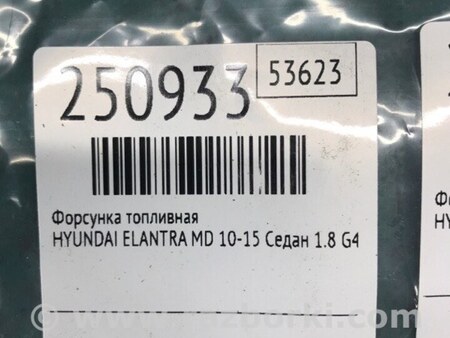 250933
53623
Форсунка топливная
HYUNDAI ELANTRA MD 10-15 Седан 1.8 G4